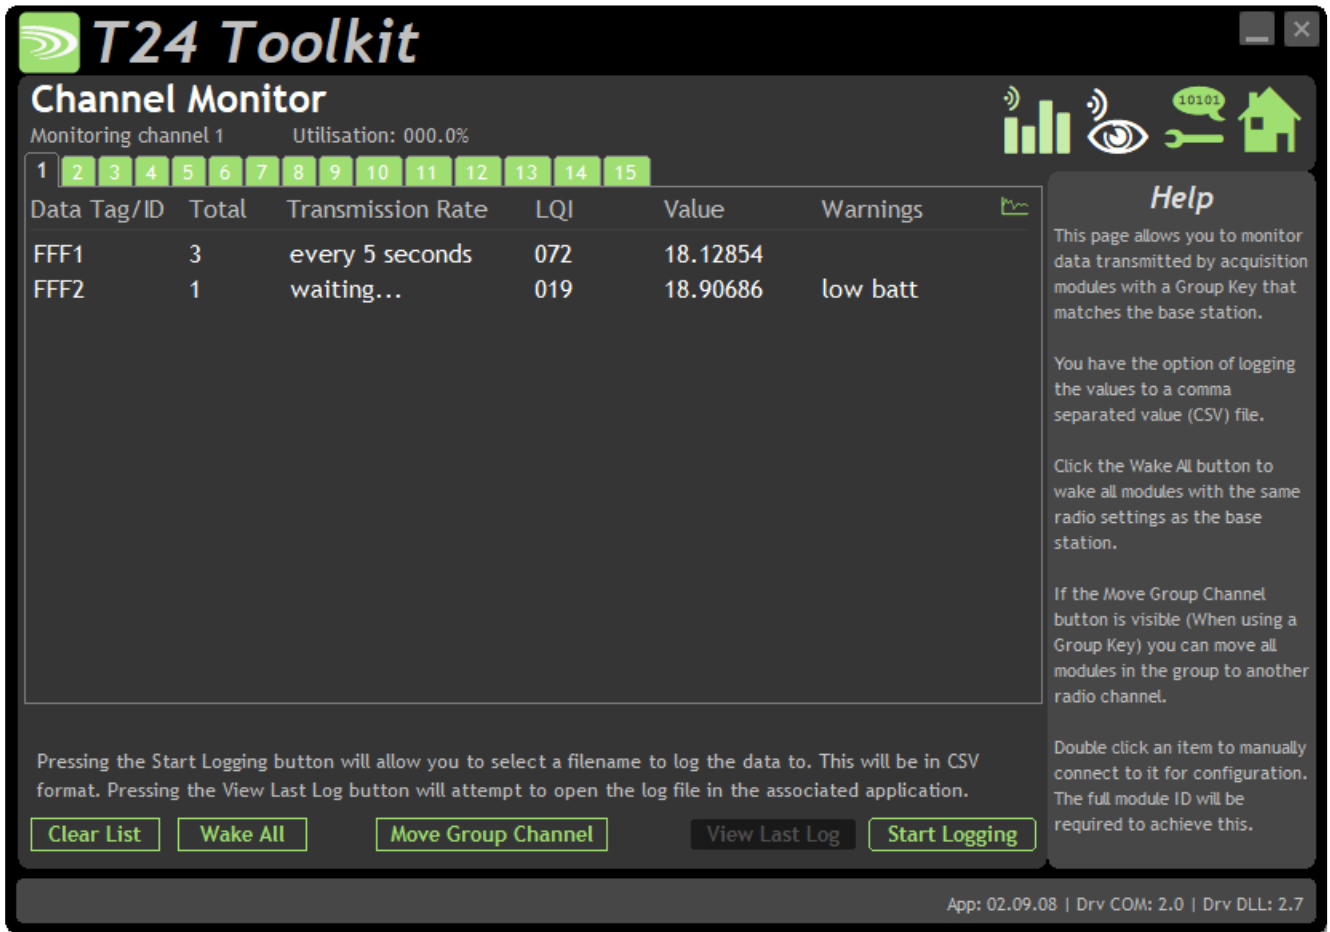 T24 Toolkit
Channel Monitor
Monitoring channel 1 Utilisation: 000.0%
10101
1 2 3 4 5 6 7 8 9 10 11 12 13 14 15
Data Tag/ID Total Transmission Rate LQI Value Warnings
FFF1 3 every 5 seconds 072 18.12854
FFF2 1 waiting... 019 18.90686 low batt
Pressing the Start Logging button will allow you to select a filename to log the data to. This will be in CSV
format. Pressing the View Last Log button will attempt to open the log file in the associated application.
Clear List Wake All Move Group Channel View Last Log Start Logging
Help
This page allows you to monitor
data transmitted by acquisition
modules with a Group Key that
matches the base station.
You have the option of logging
the values to a comma
separated value (CSV) file.
Click the Wake All button to
wake all modules with the same
radio settings as the base
station.
If the Move Group Channel
button is visible (When using a
Group Key) you can move all
modules in the group to another
radio channel.
Double click an item to manually
connect to it for configuration.
The full module ID will be
required to achieve this.
App: 02.09.08 | Drv COM: 2.0 | Drv DLL: 2.7